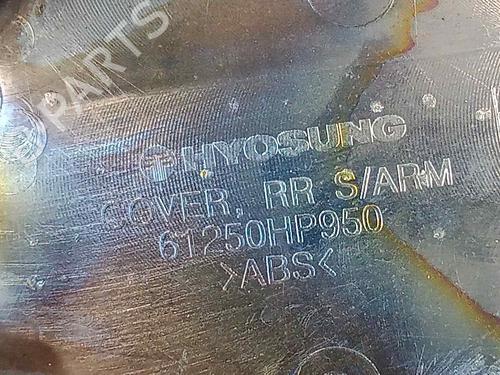 B PARTS
HYOSUNG
COVER, RR S/ARM
61250HP950
>ABS<